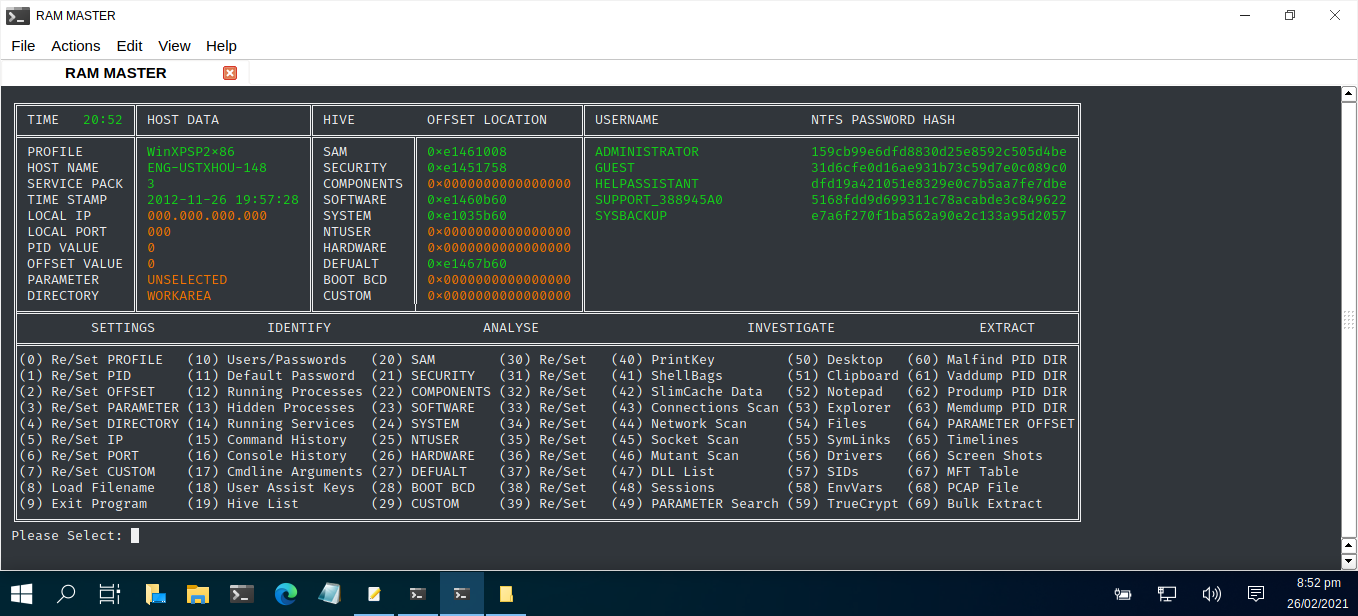 RAM MASTER
File Actions Edit View Help
RAM MASTER
TIME 20:52 HOST DATA HIVE OFFSET LOCATION USERNAME NTFS PASSWORD HASH
PROFILE WinXPSP2×86 SAM 0×e1461008 ADMINISTRATOR 159cb99e6dfd8830d25e8592c505d4be
HOST NAME ENG-USTXHOU-148 SECURITY 0×e1451758 GUEST 31d6cfe0d16ae931b73c59d7e0c089c0
SERVICE PACK 3 COMPONENTS 0×0000000000000000 HELPASSISTANT dfd19a421051e8329e0c7b5aa7fe7dbe
TIME STAMP 2012-11-26 19:57:28 SOFTWARE 0×e1460b60 SUPPORT_388945A0 5168fdd9d699311c78acabde3c849622
LOCAL IP 000.000.000.000 SYSTEM 0×e1035b60 SYSBACKUP e7a6f270f1ba562a90e2c133a95d2057
LOCAL PORT 000 NTUSER 0×0000000000000000
PID VALUE 0 HARDWARE 0×0000000000000000
OFFSET VALUE 0 DEFUALT 0×e1467b60
PARAMETER UNSELECTED BOOT BCD 0×0000000000000000
DIRECTORY WORKAREA CUSTOM 0×0000000000000000
SETTINGS IDENTIFY ANALYSE INVESTIGATE EXTRACT
(0) Re/Set PROFILE (10) Users/Passwords (20) SAM (30) Re/Set (40) PrintKey (50) Desktop (60) Malfind PID DIR
(1) Re/Set PID (11) Default Password (21) SECURITY (31) Re/Set (41) ShellBags (51) Clipboard (61) Vaddump PID DIR
(2) Re/Set OFFSET (12) Running Processes (22) COMPONENTS (32) Re/Set (42) SlimCache Data (52) Notepad (62) Prodump PID DIR
(3) Re/Set PARAMETER (13) Hidden Processes (23) SOFTWARE (33) Re/Set (43) Connections Scan (53) Explorer (63) Memdump PID DIR
(4) Re/Set DIRECTORY (14) Running Services (24) SYSTEM (34) Re/Set (44) Network Scan (54) Files (64) PARAMETER OFFSET
(5) Re/Set IP (15) Command History (25) NTUSER (35) Re/Set (45) Socket Scan (55) SymLinks (65) Timelines
(6) Re/Set PORT (16) Console History (26) HARDWARE (36) Re/Set (46) Mutant Scan (56) Drivers (66) Screen Shots
(7) Re/Set CUSTOM (17) Cmdline Arguments (27) DEFUALT (37) Re/Set (47) DLL List (57) SIDs (67) MFT Table
(8) Load Filename (18) User Assist Keys (28) BOOT BCD (38) Re/Set (48) Sessions (58) EnvVars (68) PCAP File
(9) Exit Program (19) Hive List (29) CUSTOM (39) Re/Set (49) PARAMETER Search (59) TrueCrypt (69) Bulk Extract
Please Select:
8:52 pm
26/02/2021